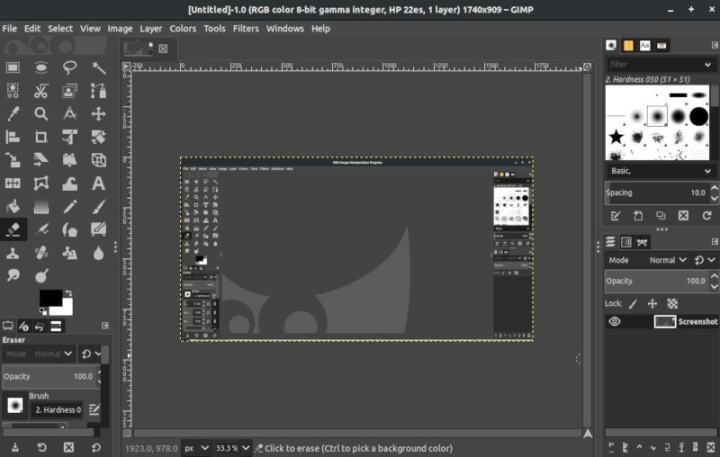 [Untitled]-1.0 (RGB color 8-bit gamma integer, HP 22es, 1 layer) 1740x909 – GIMP
File Edit Select View Image Layer Colors Tools Filters Windows Help
filter
2. Hardness 050 (51 × 51)
Basic,
Spacing 10.0
Mode Normal
Opacity 100.0
Lock:
Screenshot
Eraser
Mode Normal
Opacity 100.0
Brush
2. Hardness 0
1923.0, 978.0 px 33.3 % Click to erase (Ctrl to pick a background color)